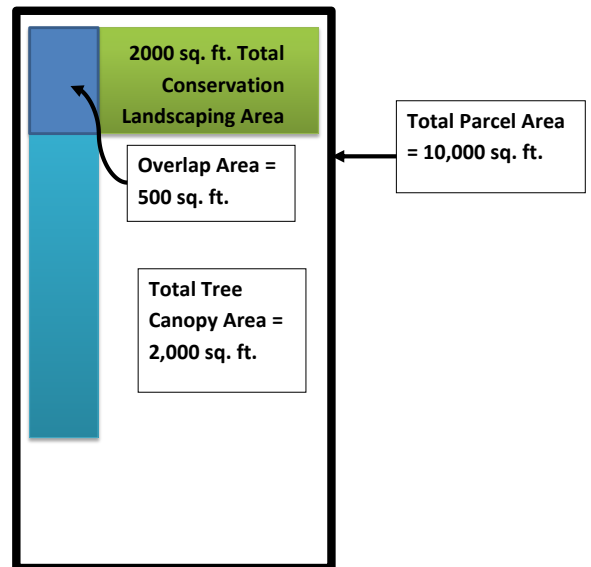 2000 sq. ft. Total
Conservation
Landscaping Area
Total Parcel Area
= 10,000 sq. ft.
Overlap Area =
500 sq. ft.
Total Tree
Canopy Area =
2,000 sq. ft.